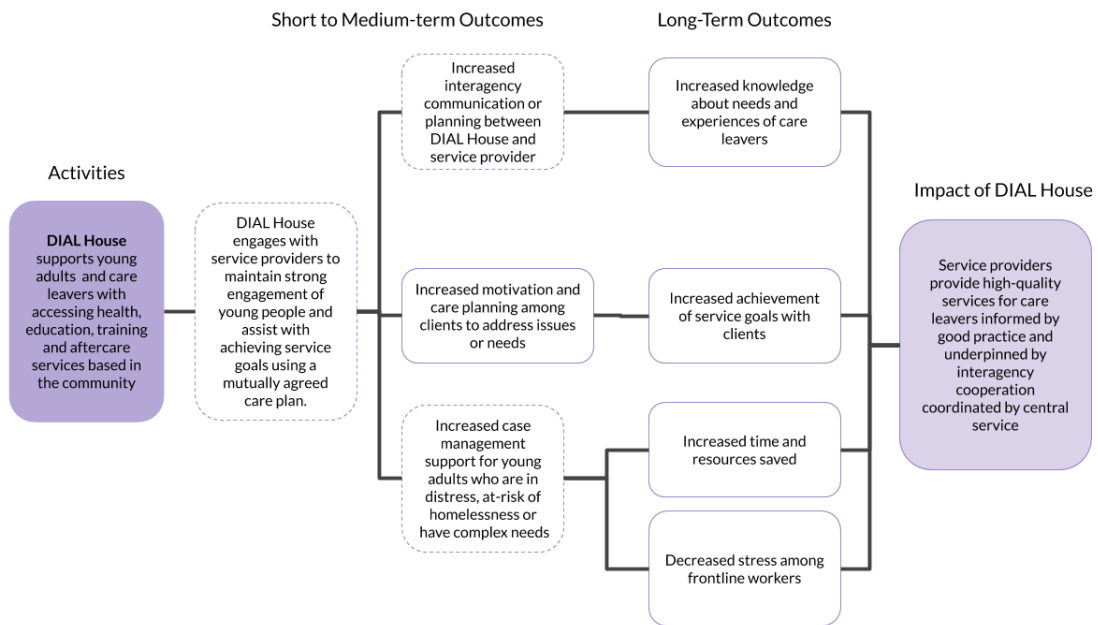 Short to Medium-term Outcomes
Long-Term Outcomes
Activities
Impact of DIAL House
DIAL House
supports young
adults and care
leavers with
accessing health,
education, training
and aftercare
services based in
the community
DIAL House
engages with
service providers to
maintain strong
engagement of
young people and
assist with
achieving service
goals using a
mutually agreed
care plan.
Increased
interagency
communication or
planning between
DIAL House and
service provider
Increased motivation and
care planning among
clients to address issues
or needs
Increased case
management
support for young
adults who are in
distress, at-risk of
homelessness or
have complex needs
Increased knowledge
about needs and
experiences of care
leavers
Increased achievement
of service goals with
clients
Increased time and
resources saved
Decreased stress among
frontline workers
Service providers
provide high-quality
services for care
leavers informed by
good practice and
underpinned by
interagency
cooperation
coordinated by central
service